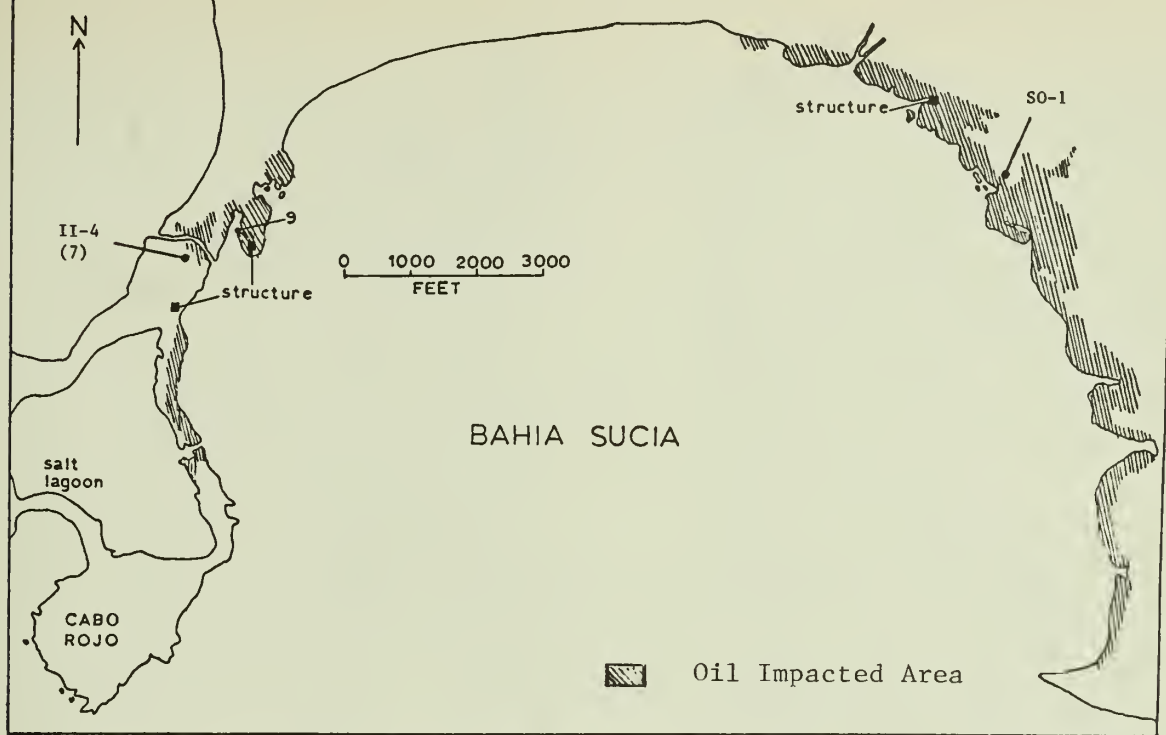 N
structure
SO-1
9
II-4
(7)
0 1000 2000 3000
FEET
structure
BAHIA SUCIA
salt
lagoon
CABO
ROJO
Oil Impacted Area